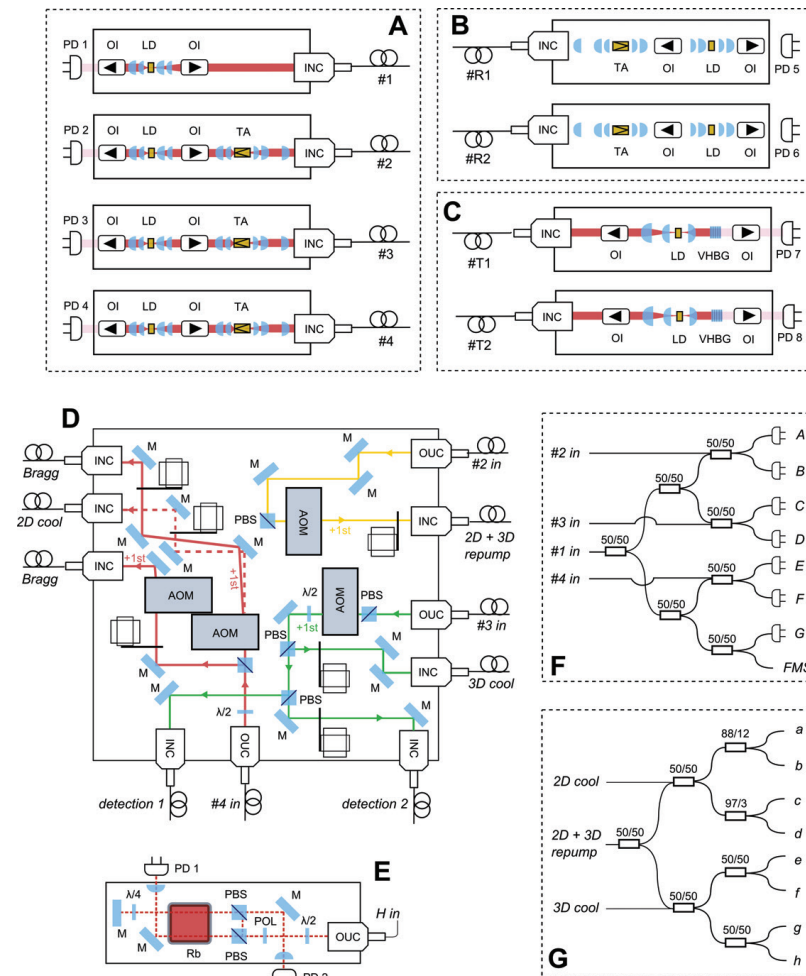 A
PD 1 OI LD OI INC #1
PD 2 OI LD OI TA INC #2
PD 3 OI LD OI TA INC #3
PD 4 OI LD OI TA INC #4
B
#R1 INC TA OI LD OI PD 5
#R2 INC TA OI LD OI PD 6
C
#T1 INC OI LD VHBG OI PD 7
#T2 INC OI LD VHBG OI PD 8
D
Bragg INC M M OUC #2 in
2D cool INC M M M
PBS AOM +1st INC 2D + 3D repump
Bragg INC M M M +1st +1st
AOM AOM
λ/2 AOM PBS OUC #3 in
+1st PBS M INC 3D cool
M M M PBS M M
λ/2
INC OUC INC
detection 1 #4 in detection 2
E
PD 1
λ/4 PBS M
M M POL λ/2 OUC H in
Rb PBS
PD 2
F
#2 in 50/50 A
50/50 B
#3 in C
#1 in 50/50 50/50 D
#4 in 50/50 E
50/50 F
50/50 G
FMS
G
88/12 a
2D cool 50/50 b
97/3 c
2D + 3D repump 50/50 d
50/50 e
3D cool 50/50 f
50/50 g
h